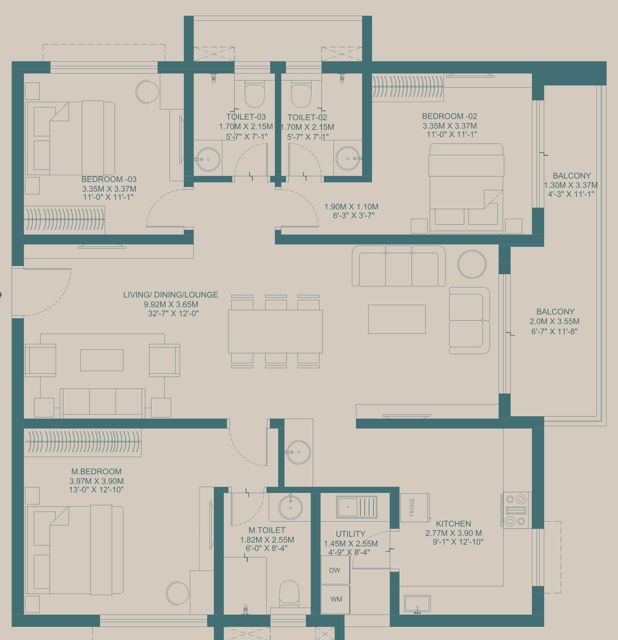 TOILET-03
1.70M X 2.15M
5'-7" X 7'-1"
TOILET-02
1.70M X 2.15M
5'-7" X 7'-1"
BEDROOM -02
3.35M X 3.37M
11'-0" X 11'-1"
BEDROOM -03
3.35M X 3.37M
11'-0" X 11'-1"
BALCONY
1.30M X 3.37M
4'-3" X 11'-1"
1.90M X 1.10M
6'-3" X 3'-7"
LIVING/ DINING/LOUNGE
9.92M X 3.65M
32'-7" X 12'-0"
BALCONY
2.0M X 3.55M
6'-7" X 11'-8"
M.BEDROOM
3.97M X 3.90M
13'-0" X 12'-10"
M.TOILET
1.82M X 2.55M
6'-0" X 8'-4"
UTILITY
1.45M X 2.55M
4'-9" X 8'-4"
DW
WM
FRIDGE
KITCHEN
2.77M X 3.90 M
9'-1" X 12'-10"